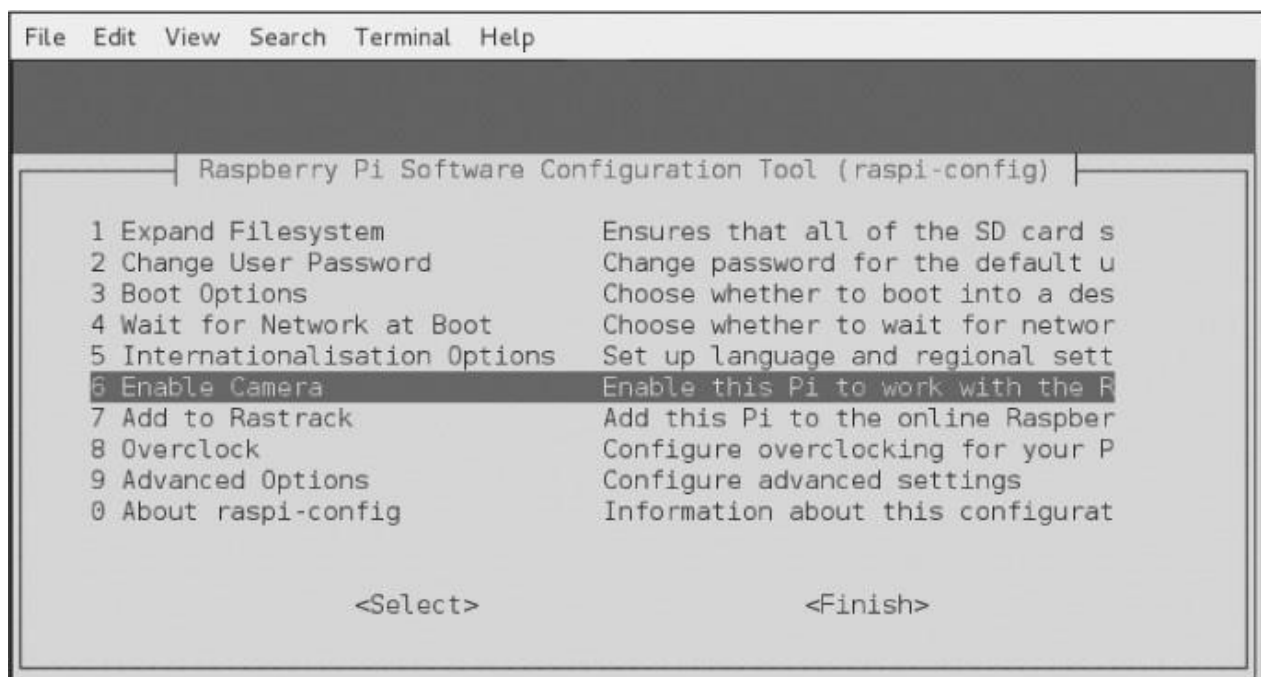 File Edit View Search Terminal Help
Raspberry Pi Software Configuration Tool (raspi-config)
1 Expand Filesystem Ensures that all of the SD card s
2 Change User Password Change password for the default u
3 Boot Options Choose whether to boot into a des
4 Wait for Network at Boot Choose whether to wait for networ
5 Internationalisation Options Set up language and regional sett
6 Enable Camera Enable this Pi to work with the R
7 Add to Rastrack Add this Pi to the online Raspber
8 Overclock Configure overclocking for your P
9 Advanced Options Configure advanced settings
0 About raspi-config Information about this configurat
<Select> <Finish>